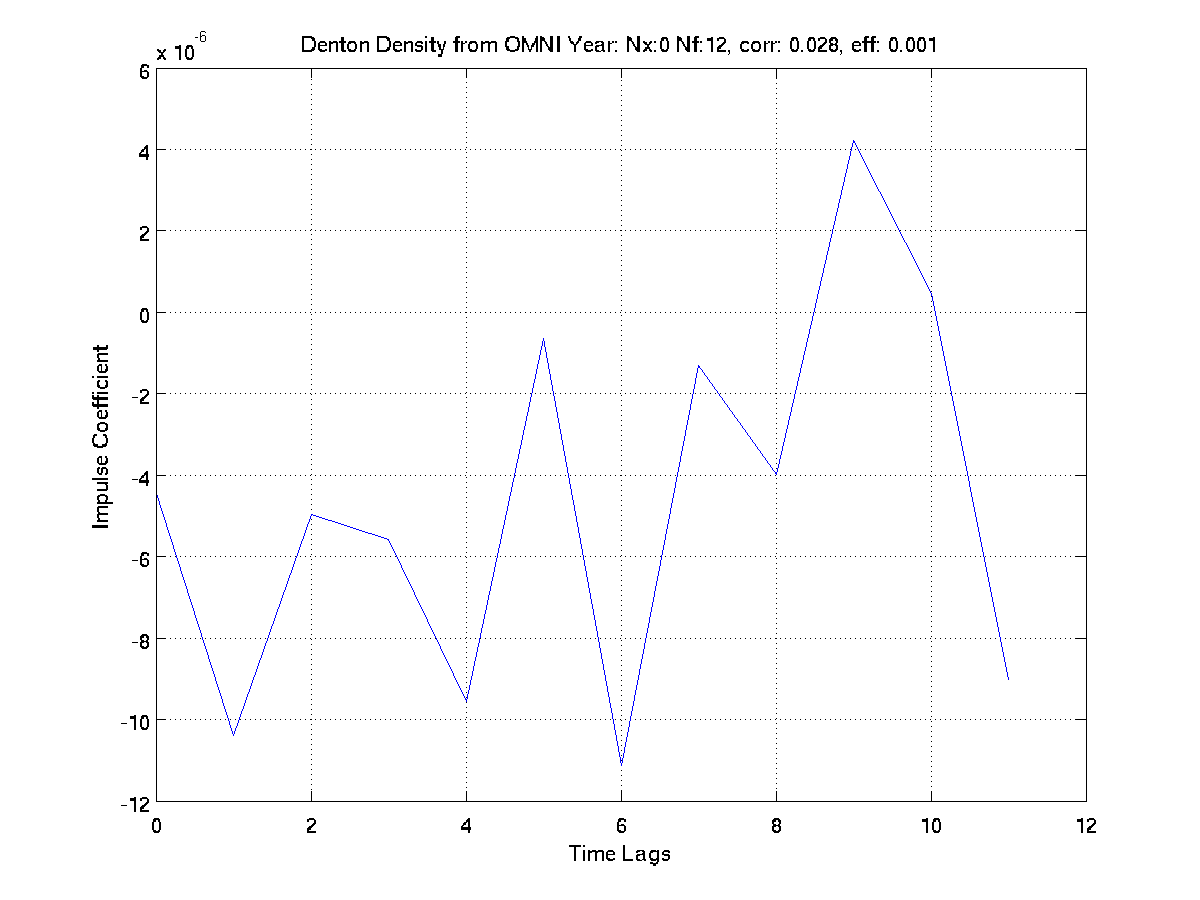 Denton Density from OMNI Year: Nx:0 Nf:12, corr: 0.028, eff: 0.001
x 10^-6
6
4
2
0
-2
-4
-6
-8
-10
-12
Impulse Coefficient
0 2 4 6 8 10 12
Time Lags